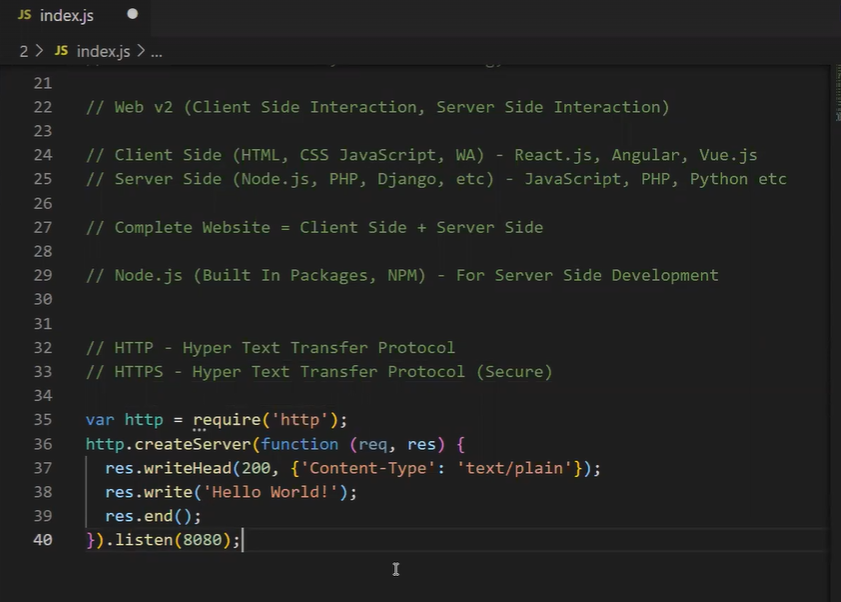 JS index.js
2 > JS index.js > ...
21
22 // Web v2 (Client Side Interaction, Server Side Interaction)
23
24 // Client Side (HTML, CSS JavaScript, WA) - React.js, Angular, Vue.js
25 // Server Side (Node.js, PHP, Django, etc) - JavaScript, PHP, Python etc
26
27 // Complete Website = Client Side + Server Side
28
29 // Node.js (Built In Packages, NPM) - For Server Side Development
30
31
32 // HTTP - Hyper Text Transfer Protocol
33 // HTTPS - Hyper Text Transfer Protocol (Secure)
34
35 var http = require('http');
36 http.createServer(function (req, res) {
37 res.writeHead(200, {'Content-Type': 'text/plain'});
38 res.write('Hello World!');
39 res.end();
40 }).listen(8080);